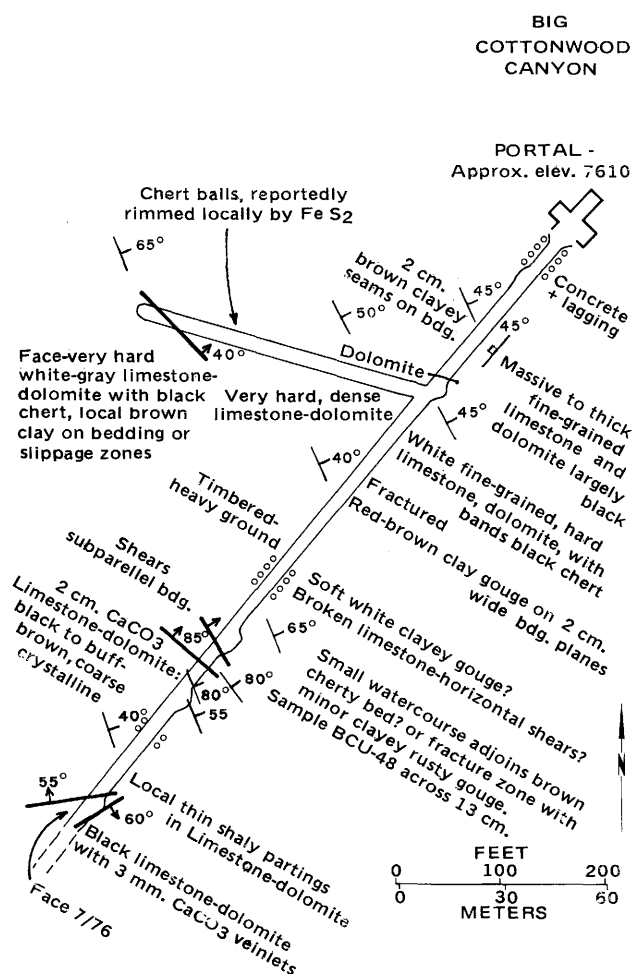 BIG
COTTONWOOD
CANYON
PORTAL -
Approx. elev. 7610
Chert balls, reportedly
rimmed locally by Fe S2
65°
2 cm.
brown clayey
seams on bdg.
45°
50°
Concrete
+ lagging
45°
40°
Dolomite
Face-very hard
white-gray limestone-
dolomite with black
chert, local brown
clay on bedding or
slippage zones
Very hard, dense
limestone-dolomite
Massive to thick
fine-grained
limestone and
dolomite largely
black
45°
White fine-grained, hard
limestone, dolomite, with
bands black chert
40°
Fractured
Red-brown clay gouge on 2 cm.
wide bdg. planes
Timbered-
heavy ground
Shears
subparellel bdg.
Soft white clayey gouge?
Broken limestone-horizontal shears?
2 cm. CaCO3
Limestone-dolomite:
black to buff-
brown, coarse
crystalline
85°
65°
80°
80°
55
Small watercourse adjoins brown
cherty bed? or fracture zone with
minor clayey rusty gouge.
Sample BCU-48 across 13 cm.
40°
55°
60°
Local thin shaly partings
in Limestone-dolomite
Black limestone-dolomite
with 3 mm. CaCO3 veinlets
Face 7/76
N
FEET
0 100 200
0 30 60
METERS